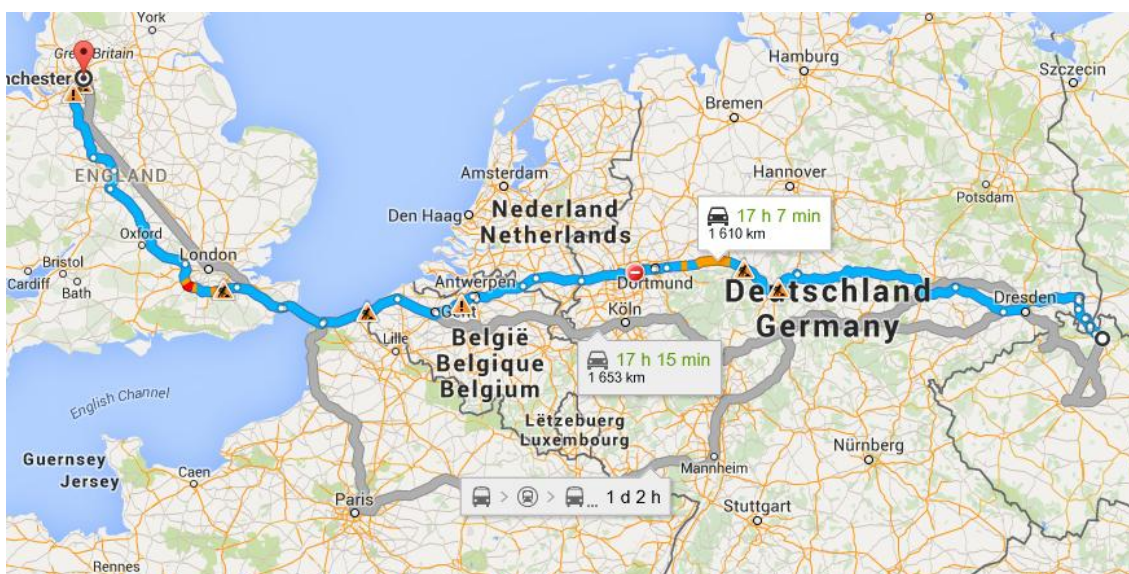 York
Great Britain
nchester
Hamburg
Szczecin
Bremen
ENGLAND
Amsterdam
Hannover
Potsdam
Den Haag
Nederland
Netherlands
17 h 7 min
1 610 km
Oxford
London
Bristol
Cardiff
Bath
Antwerpen
Dortmund
Deutschland
Germany
Dresden
Gent
Köln
Lille
België
Belgique
Belgium
17 h 15 min
1 653 km
English Channel
Lëtzebuerg
Luxembourg
Nürnberg
Guernsey
Jersey
Caen
Mannheim
Paris
> > ... 1 d 2 h
Stuttgart
Rennes